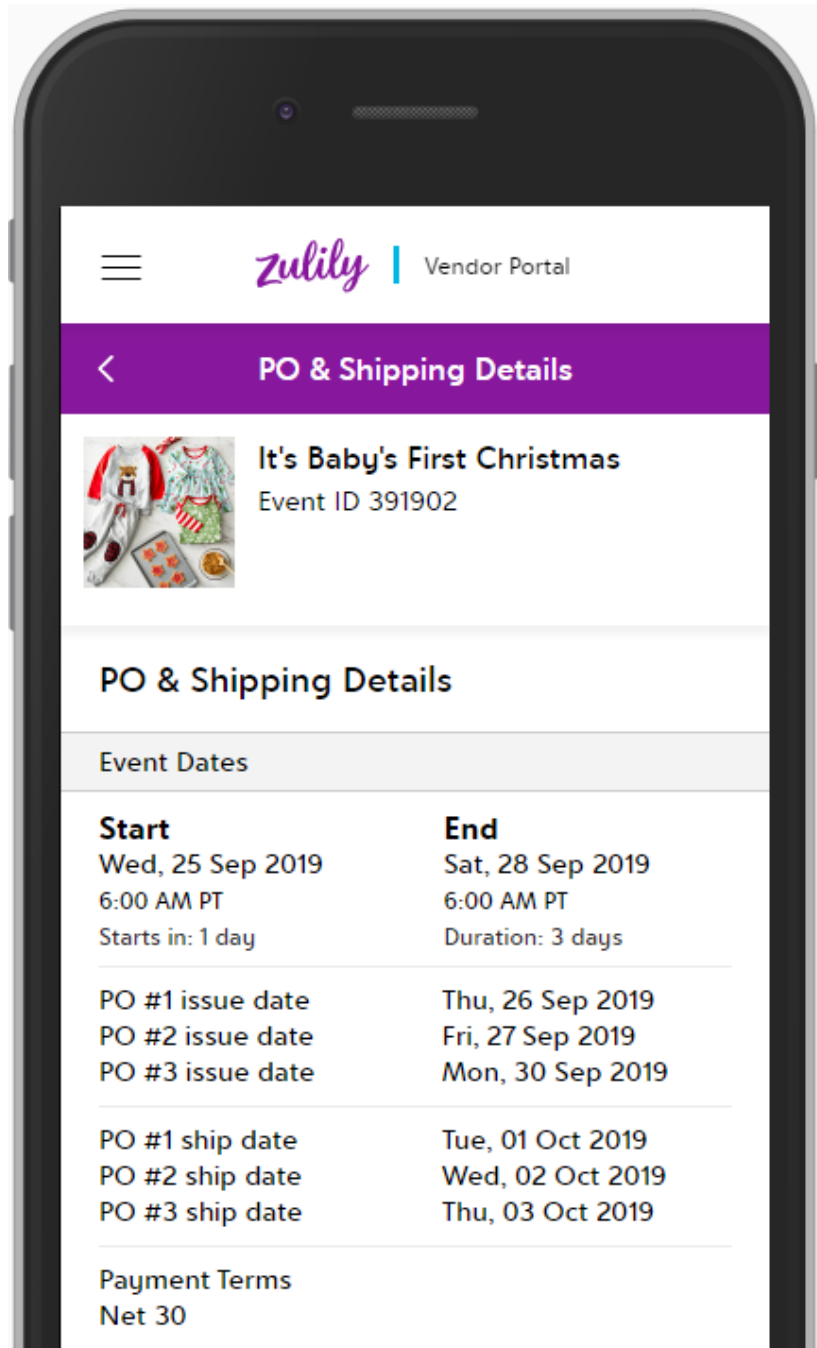 zulily | Vendor Portal
PO & Shipping Details
It's Baby's First Christmas
Event ID 391902
PO & Shipping Details
Event Dates
Start End
Wed, 25 Sep 2019 Sat, 28 Sep 2019
6:00 AM PT 6:00 AM PT
Starts in: 1 day Duration: 3 days
PO #1 issue date Thu, 26 Sep 2019
PO #2 issue date Fri, 27 Sep 2019
PO #3 issue date Mon, 30 Sep 2019
PO #1 ship date Tue, 01 Oct 2019
PO #2 ship date Wed, 02 Oct 2019
PO #3 ship date Thu, 03 Oct 2019
Payment Terms
Net 30